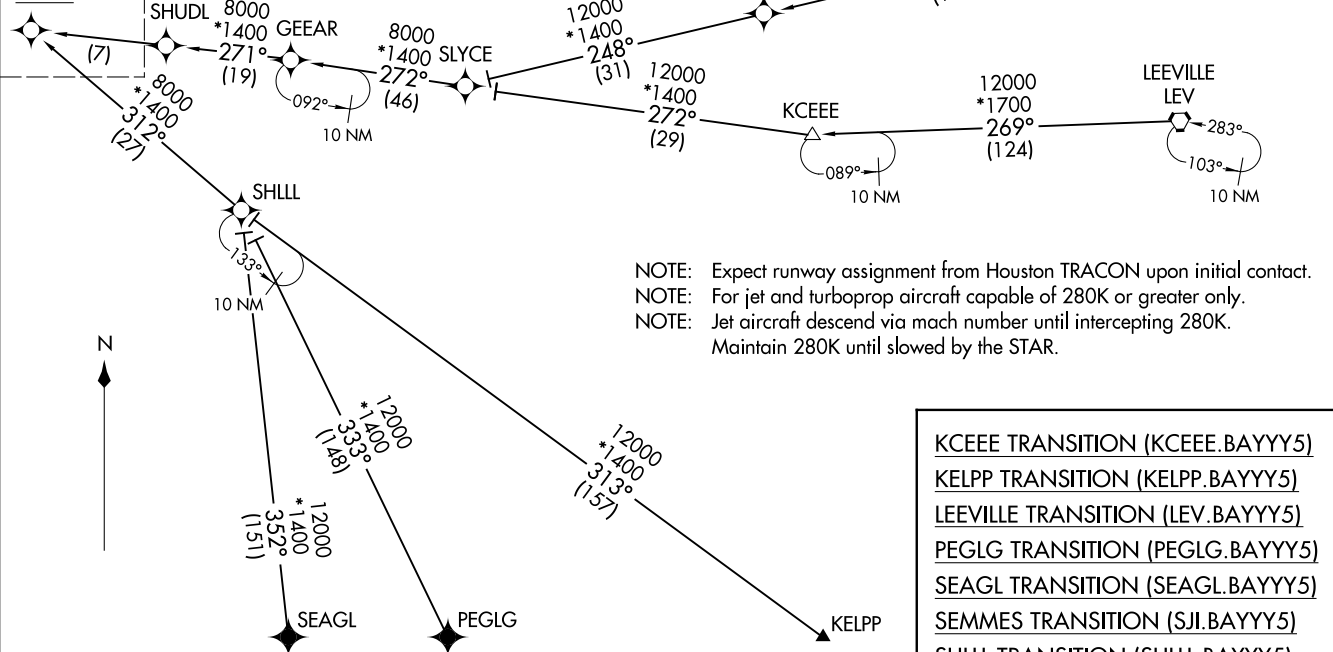 SHUDL
8000
*1400
271°
(19)
(7)
GEEAR
8000
*1400
272°
(46)
SLYCE
092°
10 NM
12000
*1400
248°
(31)
12000
*1400
272°
(29)
KCEEE
089°
10 NM
12000
*1700
269°
(124)
LEEVILLE
LEV
283°
103°
10 NM
8000
*1400
312°
(27)
SHLLL
133°
10 NM
NOTE: Expect runway assignment from Houston TRACON upon initial contact.
NOTE: For jet and turboprop aircraft capable of 280K or greater only.
NOTE: Jet aircraft descend via mach number until intercepting 280K.
Maintain 280K until slowed by the STAR.
N
12000
*1400
352°
(151)
12000
*1400
333°
(148)
12000
*1400
313°
(157)
SEAGL
PEGLG
KELPP
KCEEE TRANSITION (KCEEE.BAYYY5)
KELPP TRANSITION (KELPP.BAYYY5)
LEEVILLE TRANSITION (LEV.BAYYY5)
PEGLG TRANSITION (PEGLG.BAYYY5)
SEAGL TRANSITION (SEAGL.BAYYY5)
SEMMES TRANSITION (SJI.BAYYY5)
SHLLL TRANSITION (SHLLL.BAYYY5)